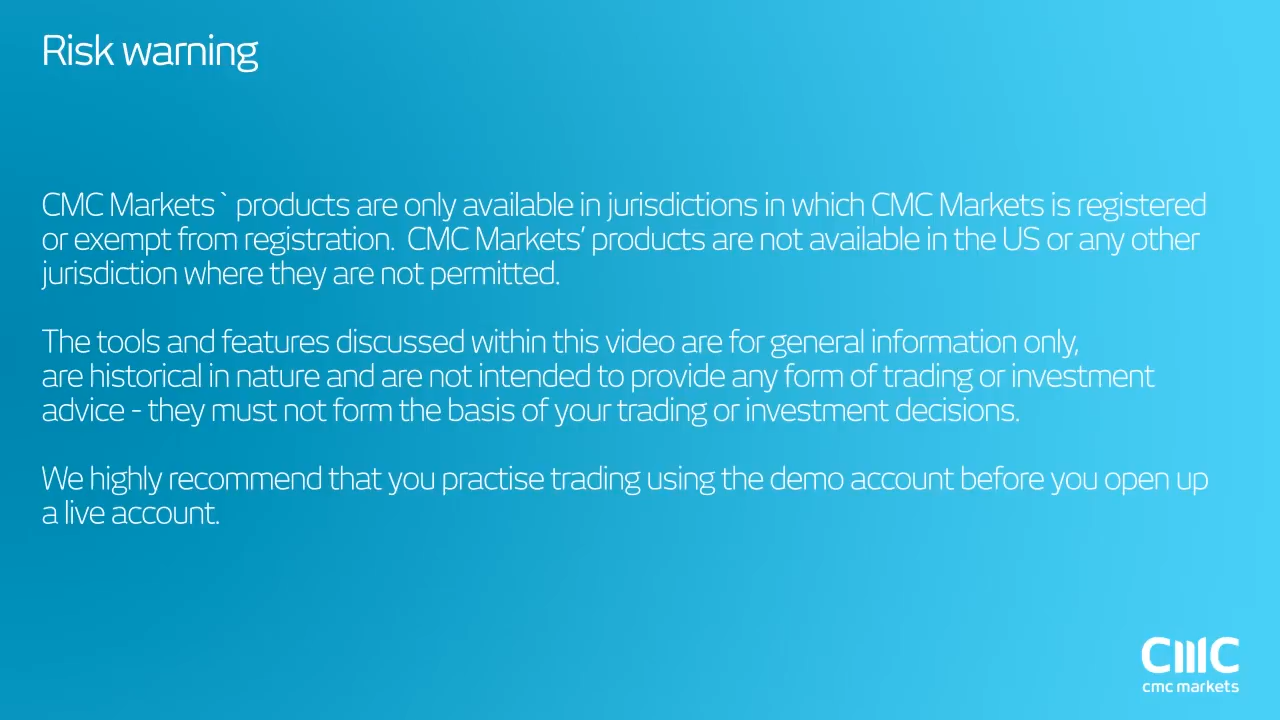 Risk warning
CMC Markets` products are only available in jurisdictions in which CMC Markets is registered
or exempt from registration.  CMC Markets’ products are not available in the US or any other
jurisdiction where they are not permitted.
The tools and features discussed within this video are for general information only,
are historical in nature and are not intended to provide any form of trading or investment
advice - they must not form the basis of your trading or investment decisions.
We highly recommend that you practise trading using the demo account before you open up
a live account.
CMC
cmc markets